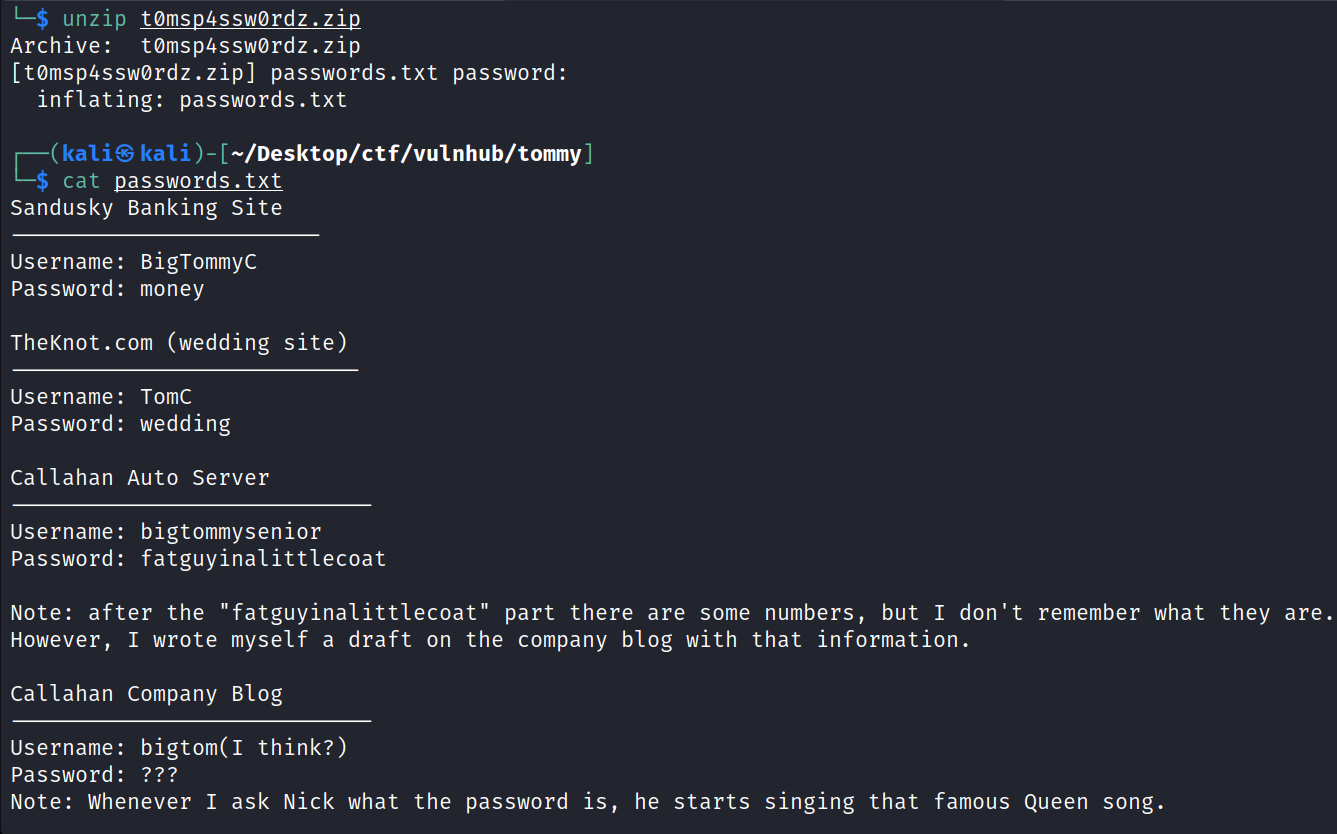 └─$ unzip t0msp4ssw0rdz.zip
Archive:  t0msp4ssw0rdz.zip
[t0msp4ssw0rdz.zip] passwords.txt password:
  inflating: passwords.txt
┌──(kali㉿kali)-[~/Desktop/ctf/vulnhub/tommy]
└─$ cat passwords.txt
Sandusky Banking Site
Username: BigTommyC
Password: money
TheKnot.com (wedding site)
Username: TomC
Password: wedding
Callahan Auto Server
Username: bigtommysenior
Password: fatguyinalittlecoat
Note: after the "fatguyinalittlecoat" part there are some numbers, but I don't remember what they are.
However, I wrote myself a draft on the company blog with that information.
Callahan Company Blog
Username: bigtom(I think?)
Password: ???
Note: Whenever I ask Nick what the password is, he starts singing that famous Queen song.